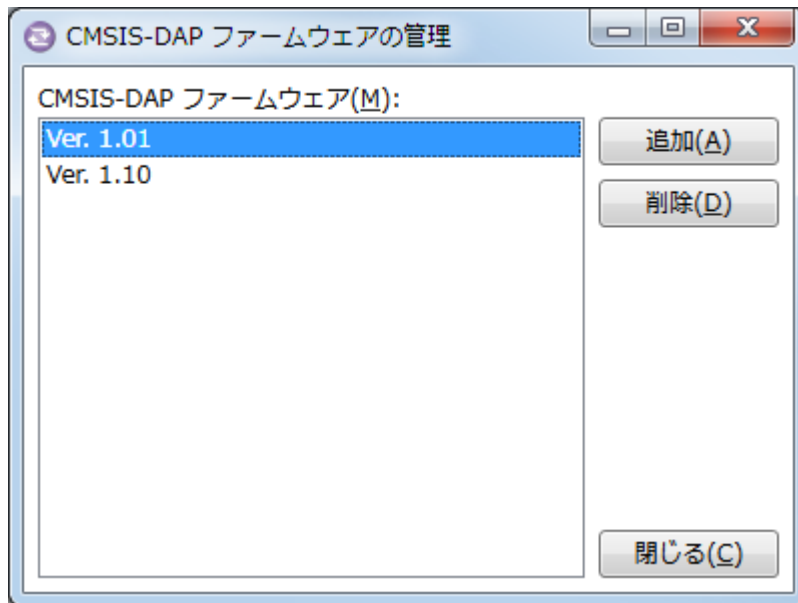 CMSIS-DAP ファームウェアの管理
CMSIS-DAP ファームウェア(M):
Ver. 1.01
Ver. 1.10
追加(A)
削除(D)
閉じる(C)